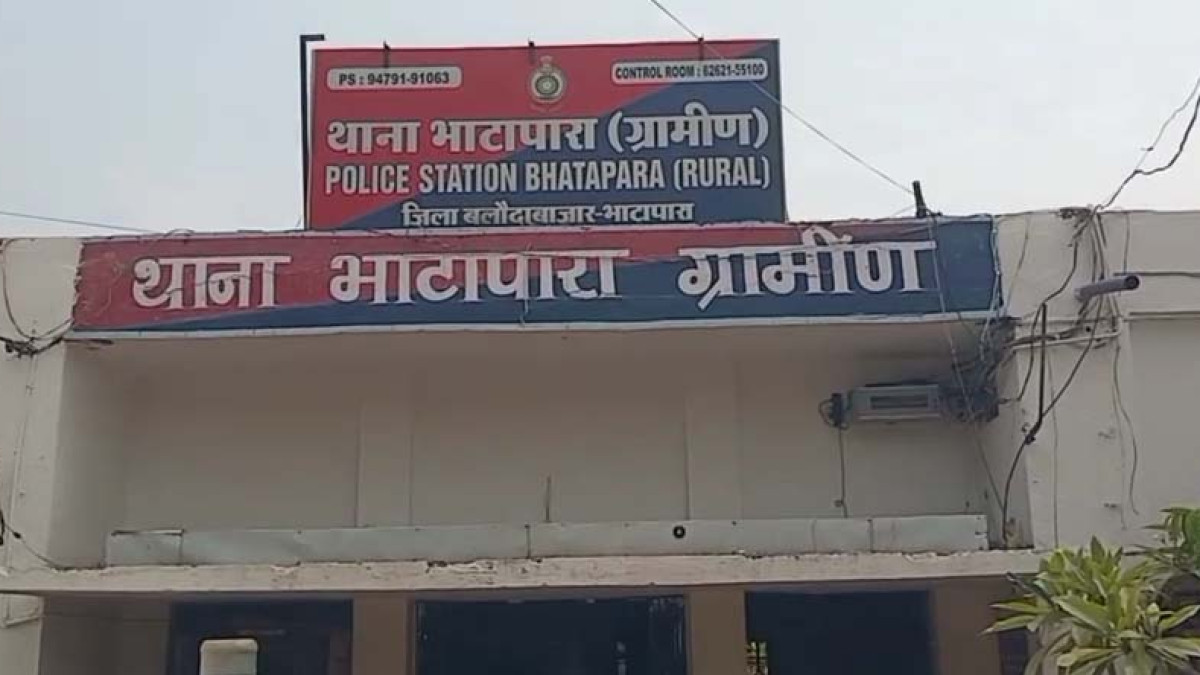 PS : 94791-91063
CONTROL ROOM : 62621-55100
थाना भाटापारा (ग्रामीण)
POLICE STATION BHATAPARA (RURAL)
ज़िला बलौदाबाजार-भाटापारा
थाना भाटापारा ग्रामींण